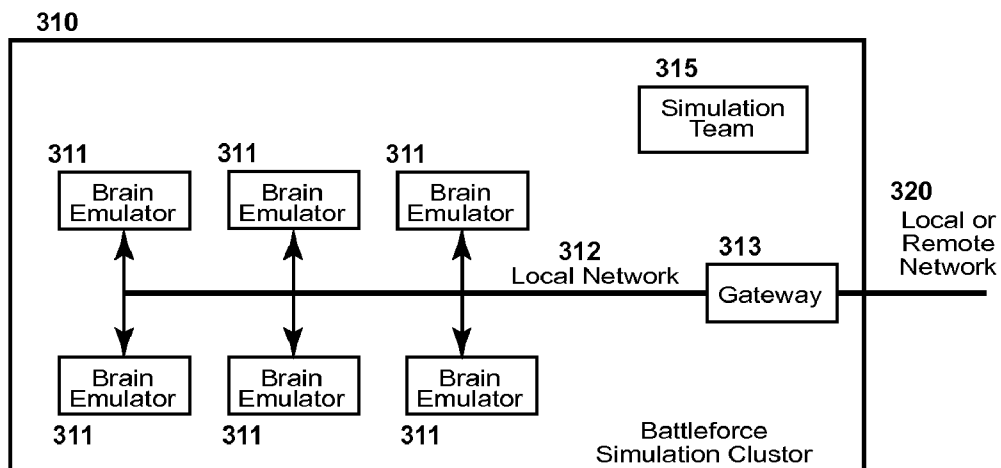 310
315
Simulation
Team
311
311
311
Brain
Emulator
Brain
Emulator
Brain
Emulator
320
Local or
Remote
Network
312
Local Network
313
Gateway
Brain
Emulator
Brain
Emulator
Brain
Emulator
311
311
311
Battleforce
Simulation Clustor